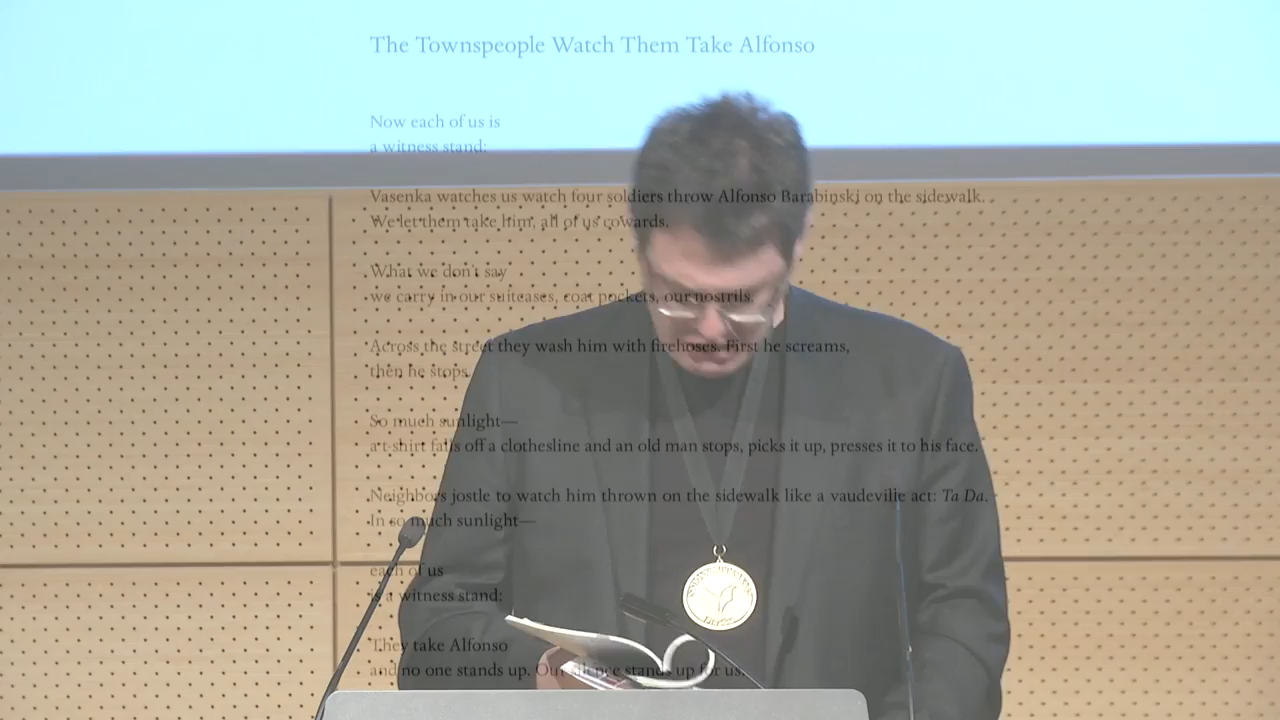 The Townspeople Watch Them Take Alfonso
Now each of us is
a witness stand:
Vasenka watches us watch four soldiers throw Alfonso Barabinski on the sidewalk.
We let them take him, all of us cowards.
What we don't say
we carry in our suitcases, coat pockets, our nostrils.
Across the street they wash him with firehoses. First he screams,
then he stops.
So much sunlight—
a t-shirt falls off a clothesline and an old man stops, picks it up, presses it to his face.
Neighbors jostle to watch him thrown on the sidewalk like a vaudeville act: Ta Da.
In so much sunlight—
each of us
is a witness stand:
They take Alfonso
and no one stands up. Our silence stands up for us.